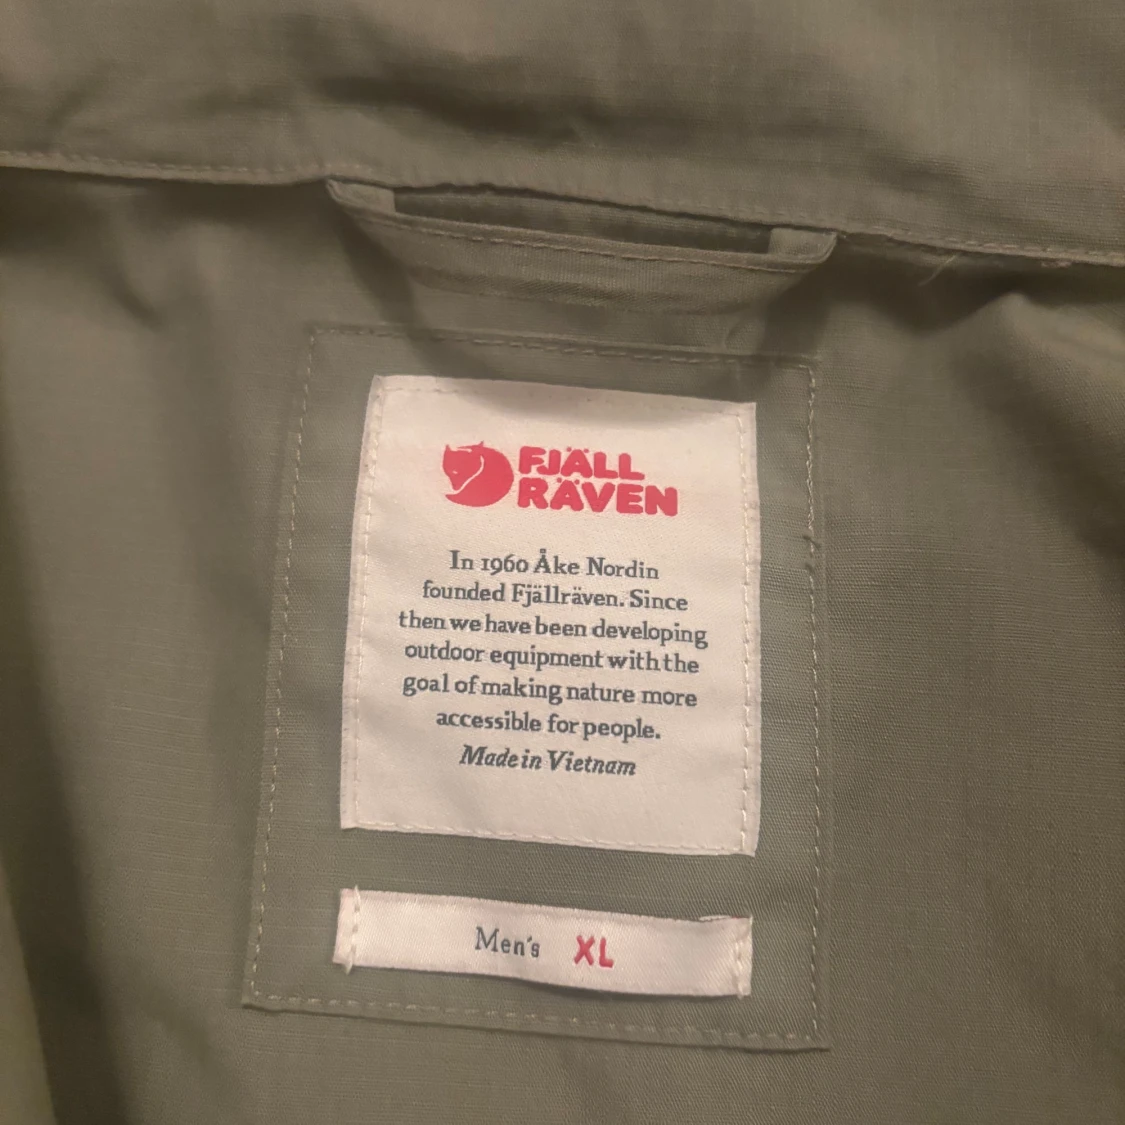 FJÄLL
RÄVEN
In 1960 Åke Nordin
founded Fjällräven. Since
then we have been developing
outdoor equipment with the
goal of making nature more
accessible for people.
Made in Vietnam
Men's XL